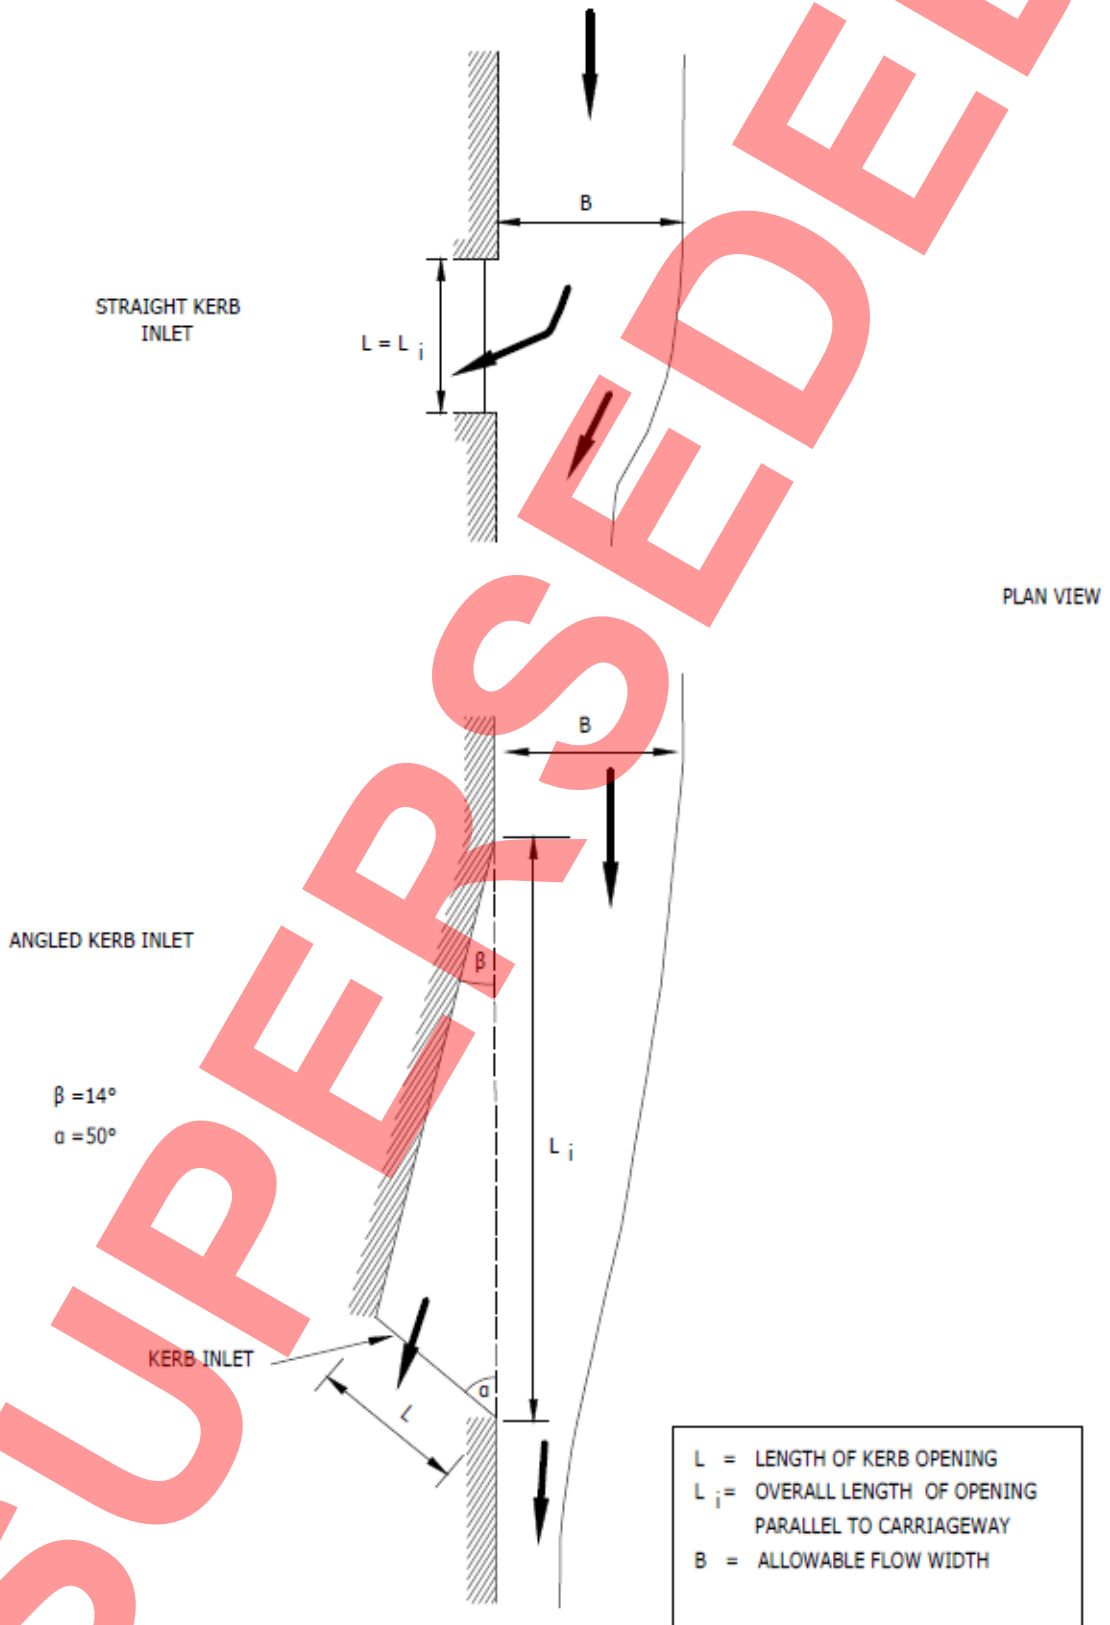 B
STRAIGHT KERB
INLET
L = L i
PLAN VIEW
B
ANGLED KERB INLET
β
β =14°
α =50°
L i
KERB INLET
α
L
L = LENGTH OF KERB OPENING
L i = OVERALL LENGTH OF OPENING
PARALLEL TO CARRIAGEWAY
B = ALLOWABLE FLOW WIDTH
SUPERSEDED